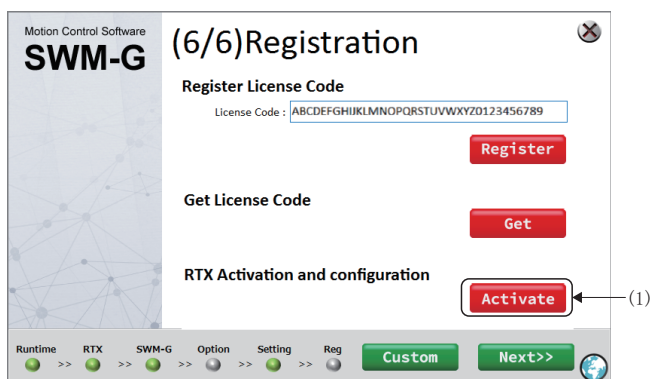 Motion Control Software
SWM-G
(6/6)Registration
Register License Code
License Code : ABCDEFGHIJKLMNOPQRSTUVWXYZ0123456789
Register
Get License Code
Get
RTX Activation and configuration
Activate
(1)
Runtime RTX SWM-G Option Setting Reg
>> >> >> >> >>
Custom
Next>>